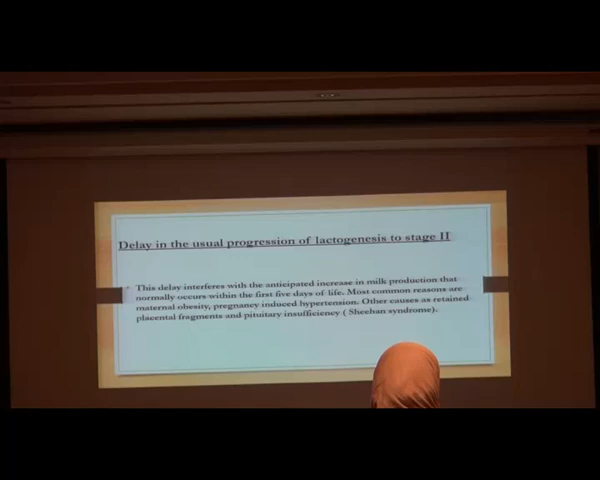 Delay in the usual progression of lactogenesis to stage II
This delay interferes with the anticipated increase in milk production that
normally occurs within the first five days of life. Most common reasons are
maternal obesity, pregnancy induced hypertension. Other causes as retained
placental fragments and pituitary insufficiency ( Sheehan syndrome).